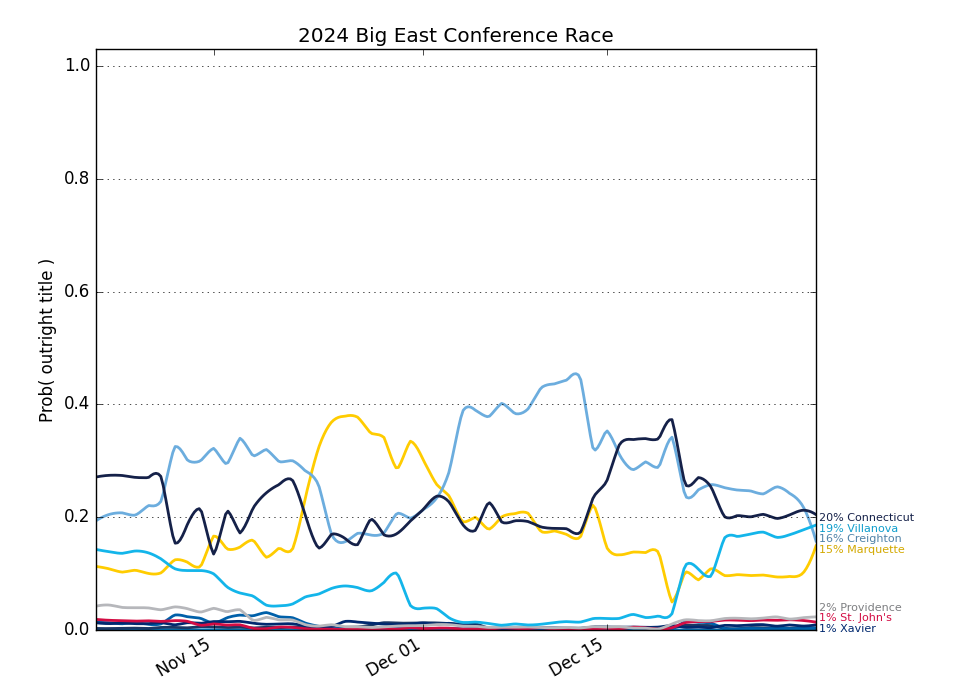 2024 Big East Conference Race
Prob( outright title )
1.0
0.8
0.6
0.4
0.2
0.0
Nov 15
Dec 01
Dec 15
20% Connecticut
19% Villanova
16% Creighton
15% Marquette
2% Providence
1% St. John's
1% Xavier